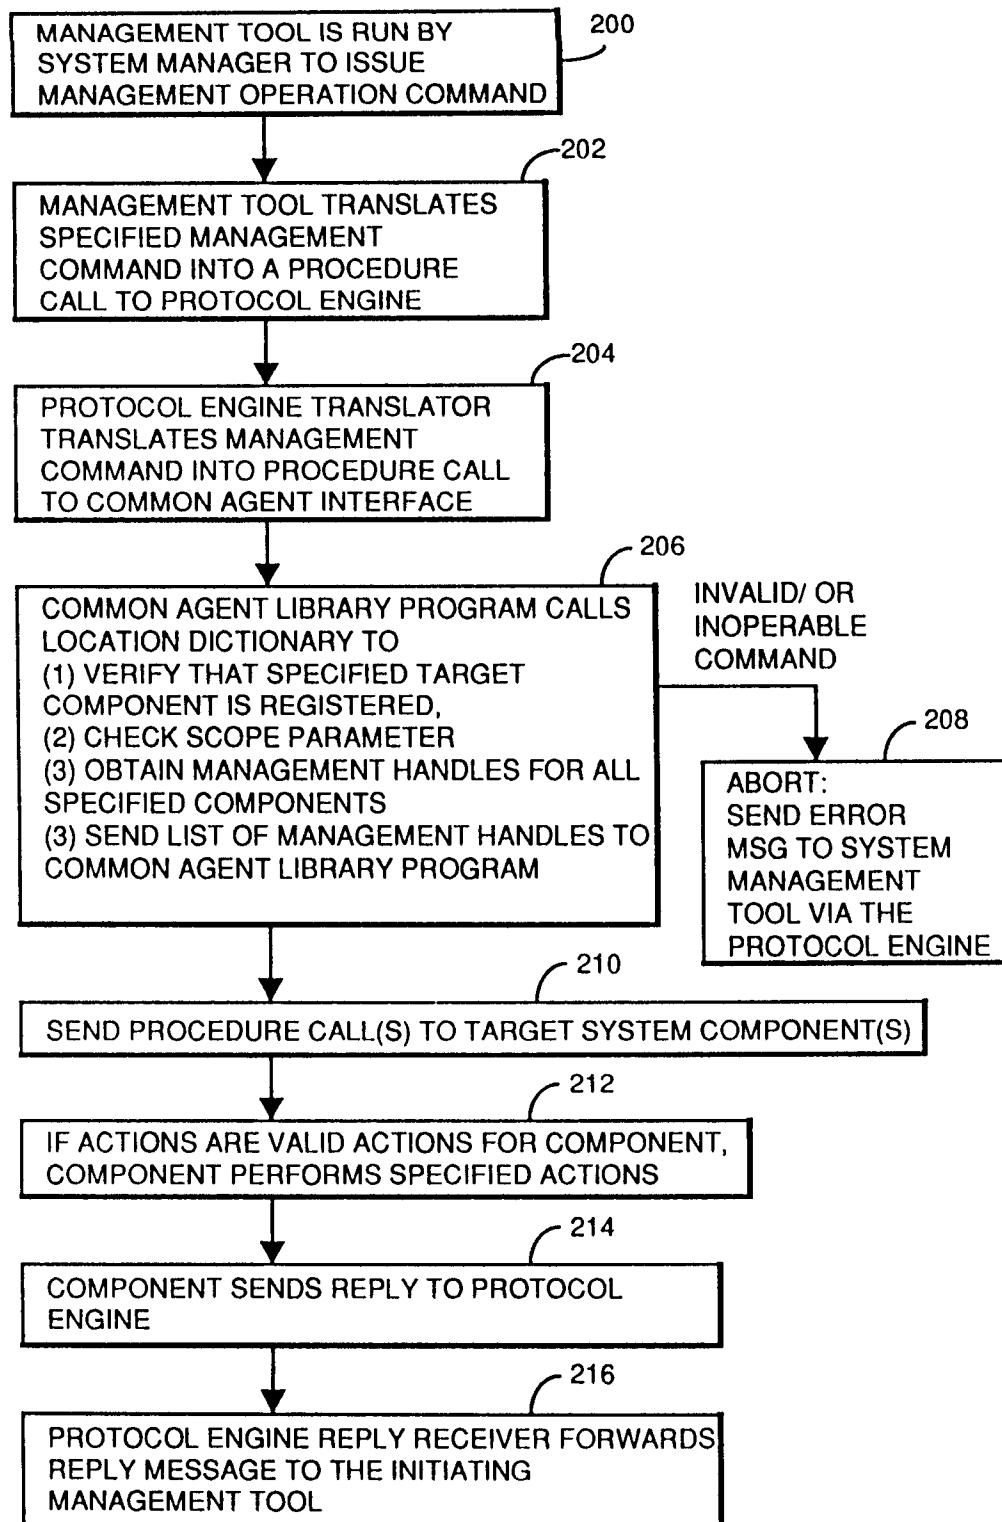 MANAGEMENT TOOL IS RUN BY
SYSTEM MANAGER TO ISSUE
MANAGEMENT OPERATION COMMAND
200
202
MANAGEMENT TOOL TRANSLATES
SPECIFIED MANAGEMENT
COMMAND INTO A PROCEDURE
CALL TO PROTOCOL ENGINE
204
PROTOCOL ENGINE TRANSLATOR
TRANSLATES MANAGEMENT
COMMAND INTO PROCEDURE CALL
TO COMMON AGENT INTERFACE
206
COMMON AGENT LIBRARY PROGRAM CALLS
LOCATION DICTIONARY TO
(1) VERIFY THAT SPECIFIED TARGET
COMPONENT IS REGISTERED,
(2) CHECK SCOPE PARAMETER
(3) OBTAIN MANAGEMENT HANDLES FOR ALL
SPECIFIED COMPONENTS
(3) SEND LIST OF MANAGEMENT HANDLES TO
COMMON AGENT LIBRARY PROGRAM
INVALID/ OR
INOPERABLE
COMMAND
208
ABORT:
SEND ERROR
MSG TO SYSTEM
MANAGEMENT
TOOL VIA THE
PROTOCOL ENGINE
210
SEND PROCEDURE CALL(S) TO TARGET SYSTEM COMPONENT(S)
212
IF ACTIONS ARE VALID ACTIONS FOR COMPONENT,
COMPONENT PERFORMS SPECIFIED ACTIONS
214
COMPONENT SENDS REPLY TO PROTOCOL
ENGINE
216
PROTOCOL ENGINE REPLY RECEIVER FORWARDS
REPLY MESSAGE TO THE INITIATING
MANAGEMENT TOOL